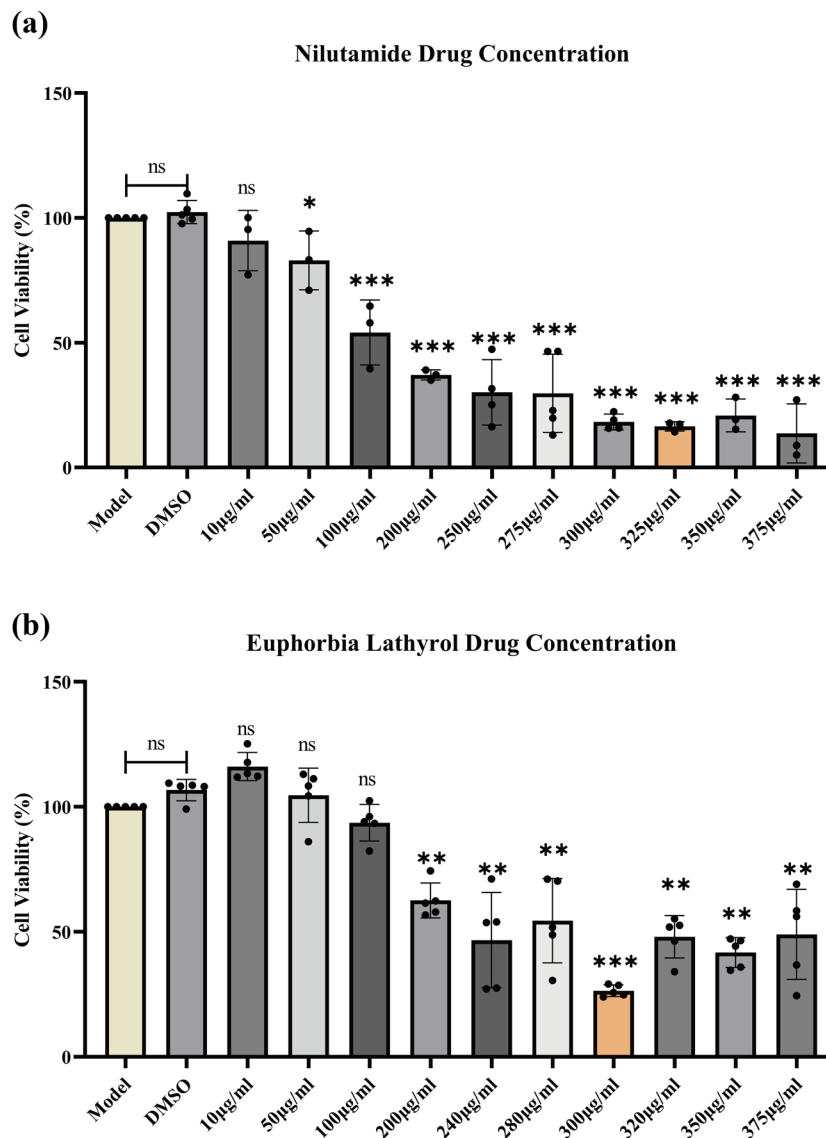 (a)
Nilutamide Drug Concentration
Cell Viability (%)
150
100
50
0
ns
ns
*
***
***
***
***
***
***
***
***
Model
DMSO
10μg/ml
50μg/ml
100μg/ml
200μg/ml
250μg/ml
275μg/ml
300μg/ml
325μg/ml
350μg/ml
375μg/ml
(b)
Euphorbia Lathyrol Drug Concentration
Cell Viability (%)
150
100
50
0
ns
ns
ns
ns
**
**
**
***
**
**
**
Model
DMSO
10μg/ml
50μg/ml
100μg/ml
200μg/ml
240μg/ml
280μg/ml
300μg/ml
320μg/ml
350μg/ml
375μg/ml